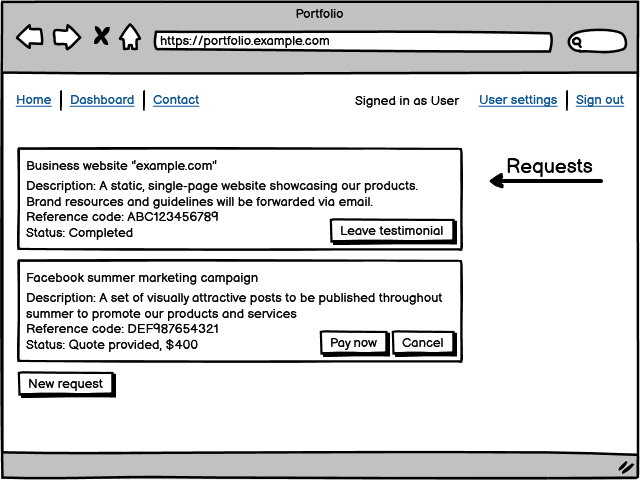 Portfolio
https://portfolio.example.com
Home Dashboard Contact Signed in as User User settings Sign out
Requests
Business website "example.com"
Description: A static, single-page website showcasing our products.
Brand resources and guidelines will be forwarded via email.
Reference code: ABC123456789
Status: Completed
Leave testimonial
Facebook summer marketing campaign
Description: A set of visually attractive posts to be published throughout
summer to promote our products and services
Reference code: DEF987654321
Status: Quote provided, $400
Pay now Cancel
New request